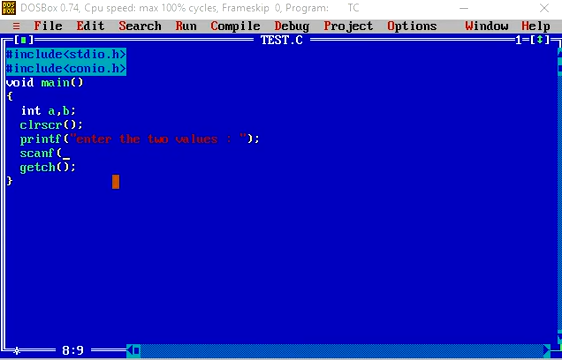 DOS BOX DOSBox 0.74, Cpu speed: max 100% cycles, Frameskip 0, Program: TC
≡ File Edit Search Run Compile Debug Project Options Window Help
[■] TEST.C 1=[↕]
#include<stdio.h>
#include<conio.h>
void main()
{
int a,b;
clrscr();
printf("enter the two values : ");
scanf(_
getch();
}
8:9